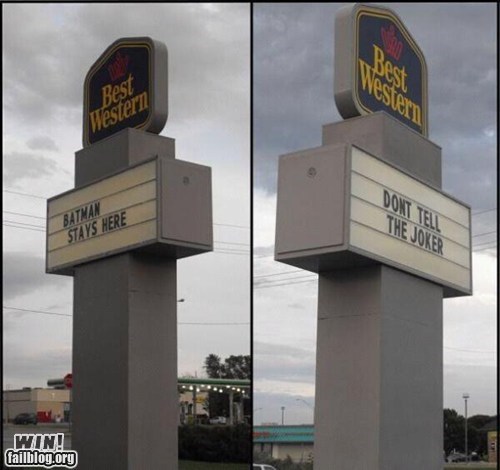 Best
Western
BATMAN
STAYS HERE
Best
Western
DONT TELL
THE JOKER
WIN!
failblog.org